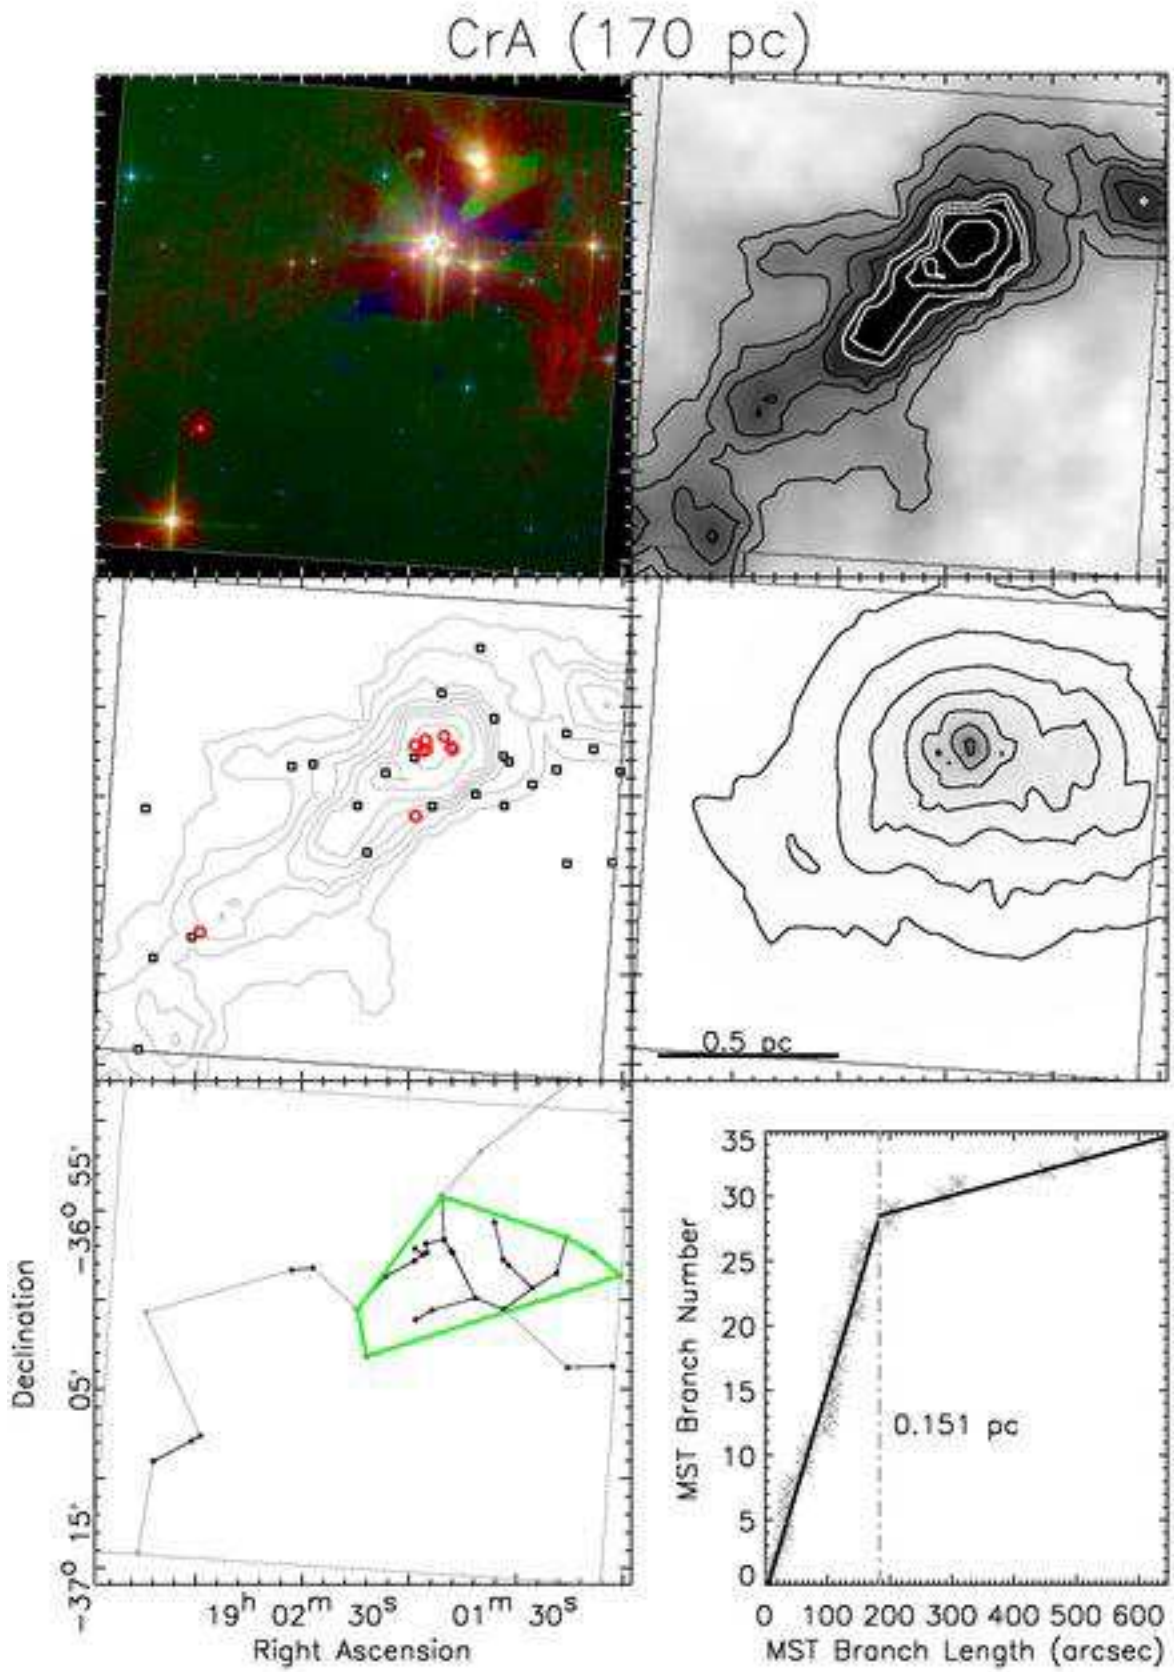 CrA (170 pc)
0.5 pc
Declination
-36° 55'
05'
-37° 15'
19h 02m 30s
01m 30s
Right Ascension
MST Branch Number
35
30
25
20
15
10
5
0
0.151 pc
0 100 200 300 400 500 600
MST Branch Length (arcsec)